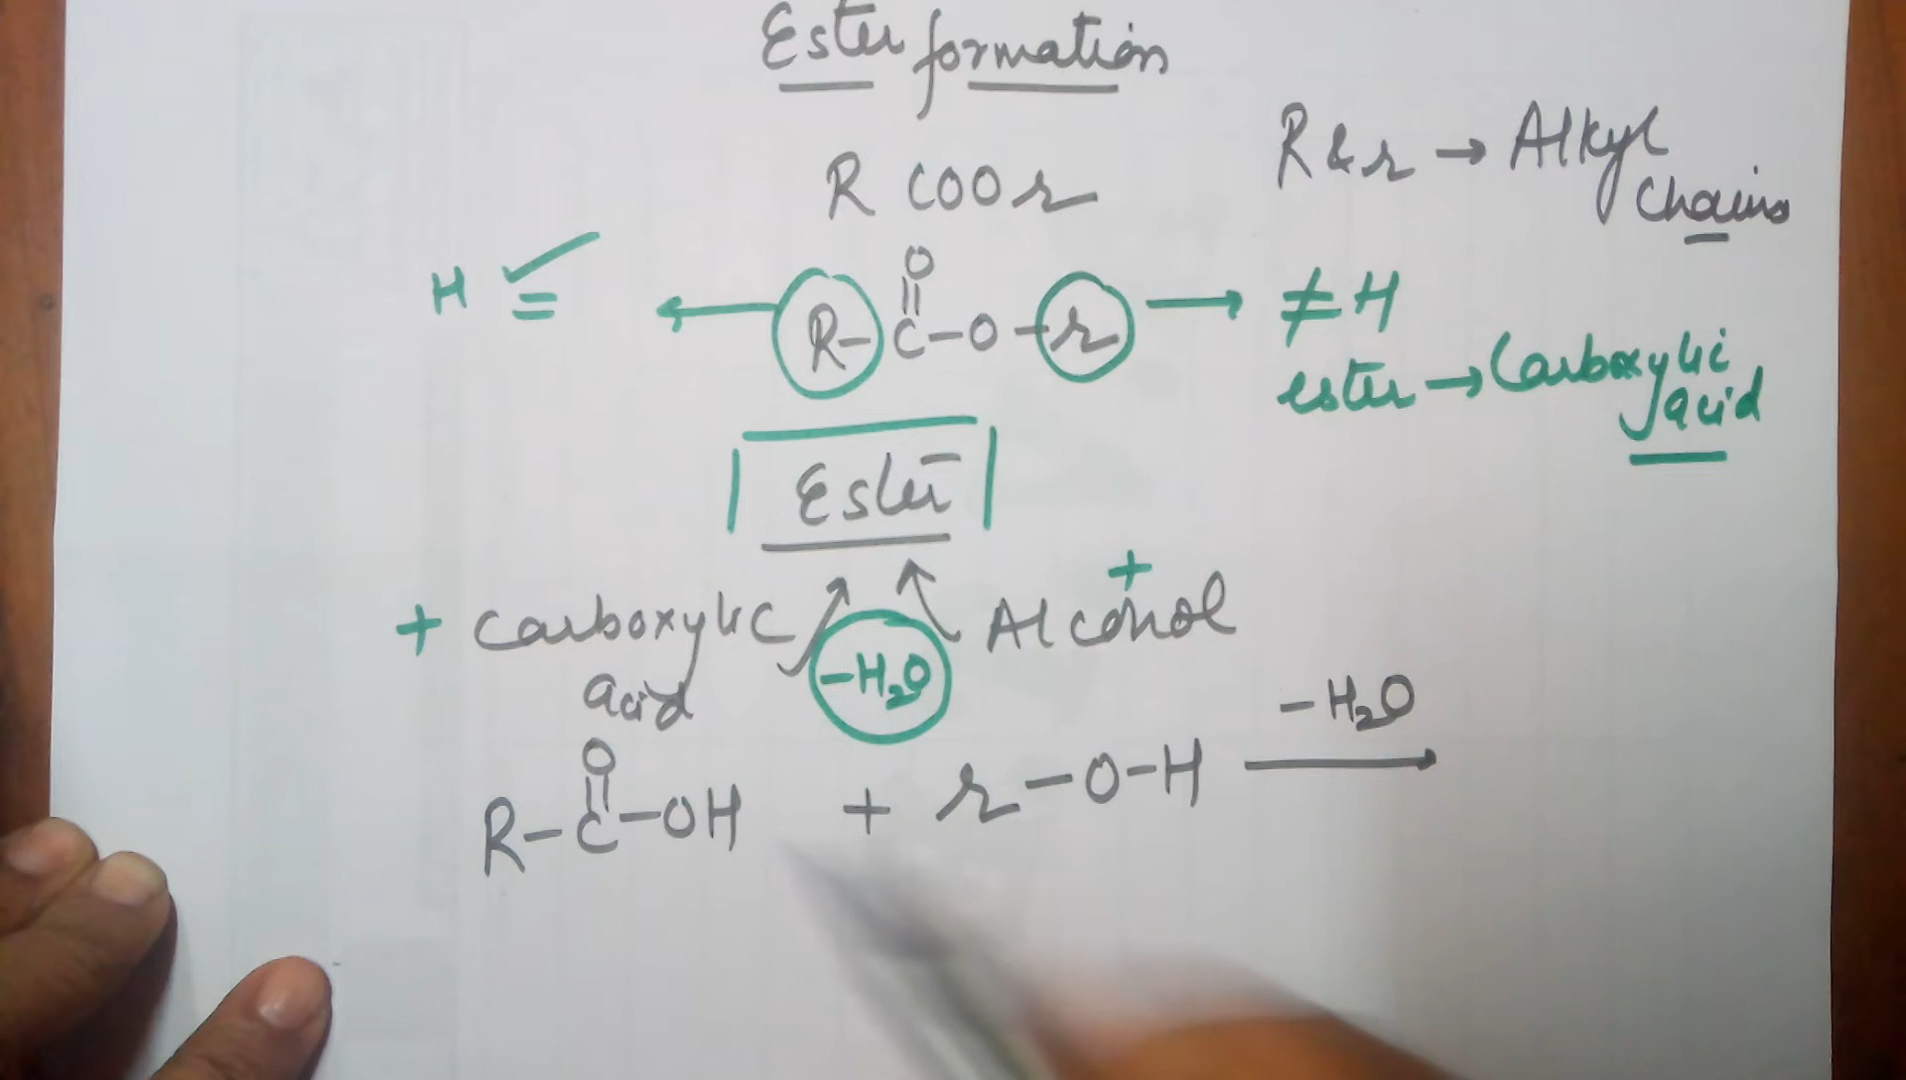 Ester formation
R COO r
R & r → Alkyl
chains
O
||
R-C-O-r
H ✓
=
← →
≠ H
ester → Carboxylic
acid
Ester
+ Carboxylic
acid
-H₂O
+
Alcohol
O
||
R-C-OH + r-O-H
-H₂O
→